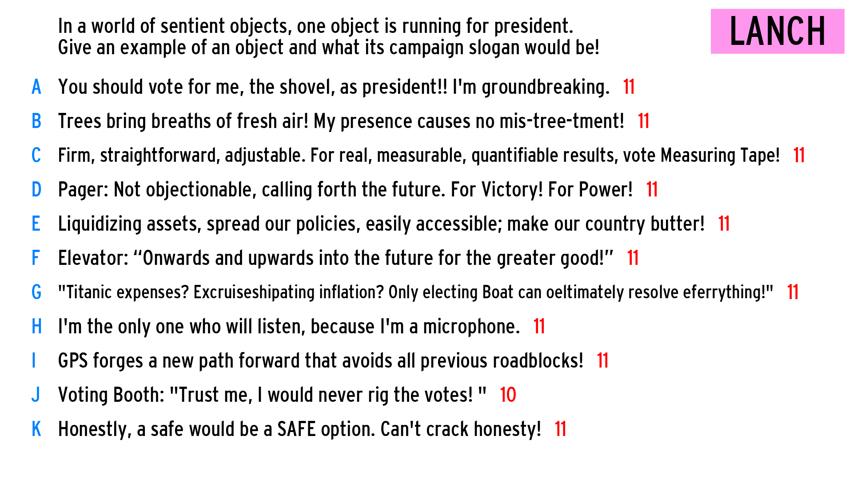 In a world of sentient objects, one object is running for president.
Give an example of an object and what its campaign slogan would be!
LANCH
A You should vote for me, the shovel, as president!! I'm groundbreaking. 11
B Trees bring breaths of fresh air! My presence causes no mis-tree-tment! 11
C Firm, straightforward, adjustable. For real, measurable, quantifiable results, vote Measuring Tape! 11
D Pager: Not objectionable, calling forth the future. For Victory! For Power! 11
E Liquidizing assets, spread our policies, easily accessible; make our country butter! 11
F Elevator: “Onwards and upwards into the future for the greater good!” 11
G "Titanic expenses? Excruiseshipating inflation? Only electing Boat can oeltimately resolve eferrything!" 11
H I'm the only one who will listen, because I'm a microphone. 11
I GPS forges a new path forward that avoids all previous roadblocks! 11
J Voting Booth: "Trust me, I would never rig the votes! " 10
K Honestly, a safe would be a SAFE option. Can't crack honesty! 11